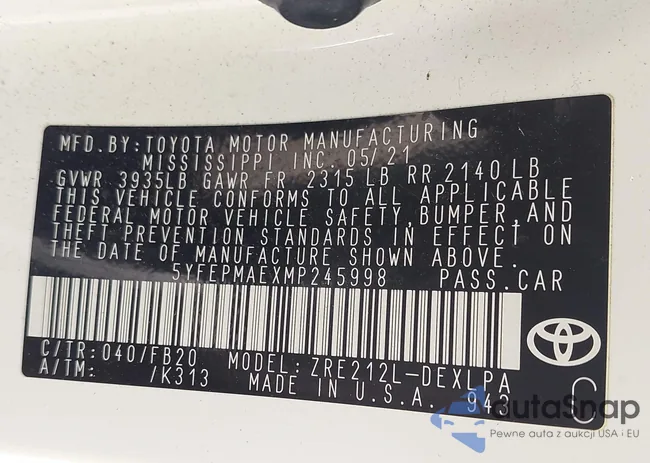 MFD.BY:TOYOTA MOTOR MANUFACTURING
MISSISSIPPI INC.05/21
GVWR 3935LB GAWR FR 2315 LB RR 2140 LB
THIS VEHICLE CONFORMS TO ALL APPLICABLE
FEDERAL MOTOR VEHICLE SAFETY,BUMPER,AND
THEFT PREVENTION STANDARDS IN EFFECT ON
THE DATE OF MANUFACTURE SHOWN ABOVE.
5YFEPMAEXMP245998 PASS.CAR
C/TR:040/FB20 MODEL:ZRE212L-DEXLPA
A/TM: /K313 MADE IN U.S.A. 943
C
autoSnap
Pewne auta z aukcji USA i EU